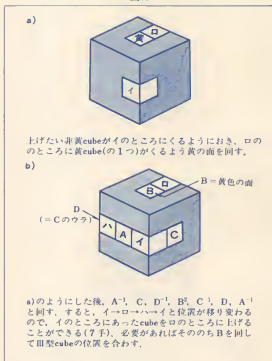 a)
ロ
黄
イ
上げたい非黄cubeがイのところにくるようにおき，ロの
のところに黄cube(の1つ)がくるよう黄の面を回す。
b)
ロ
B
B＝黄色の面
D
(＝Cのウラ)
ハ A イ C
a)のようにした後，A⁻¹，C，D⁻¹，B²，C⁻¹，D，A⁻¹
と回す．すると，イ→ロ→ハ→イと位置が移り変わる
ので，イのところにあったcubeをロのところに上げる
ことができる(7手)．必要があればそののちBを回し
てⅢ型cubeの位置を合わす．